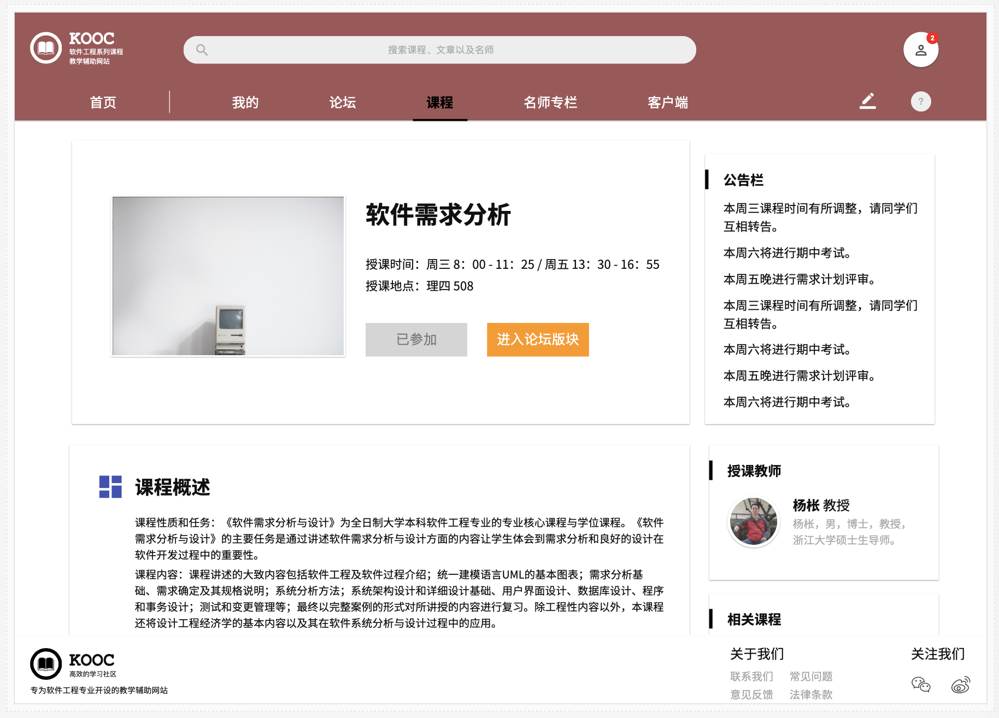 KOOC
软件工程系列课程
教学辅助网站
搜索课程、文章以及名师
2
首页
我的
论坛
课程
名师专栏
客户端
?
软件需求分析
授课时间：周三 8：00 - 11：25 / 周五 13：30 - 16：55
授课地点：理四 508
已参加
进入论坛版块
公告栏
本周三课程时间有所调整，请同学们
互相转告。
本周六将进行期中考试。
本周五晚进行需求计划评审。
本周三课程时间有所调整，请同学们
互相转告。
本周六将进行期中考试。
本周五晚进行需求计划评审。
本周六将进行期中考试。
课程概述
课程性质和任务：《软件需求分析与设计》为全日制大学本科软件工程专业的专业核心课程与学位课程。《软件
需求分析与设计》的主要任务是通过讲述软件需求分析与设计方面的内容让学生体会到需求分析和良好的设计在
软件开发过程中的重要性。
课程内容：课程讲述的大致内容包括软件工程及软件过程介绍；统一建模语言UML的基本图表；需求分析基
础、需求确定及其规格说明；系统分析方法；系统架构设计和详细设计基础、用户界面设计、数据库设计、程序
和事务设计；测试和变更管理等；最终以完整案例的形式对所讲授的内容进行复习。除工程性内容以外，本课程
还将设计工程经济学的基本内容以及其在软件系统分析与设计过程中的应用。
授课教师
杨枨 教授
杨枨，男，博士，教授，
浙江大学硕士生导师。
相关课程
KOOC
高效的学习社区
专为软件工程专业开设的教学辅助网站
关于我们
联系我们 常见问题
意见反馈 法律条款
关注我们